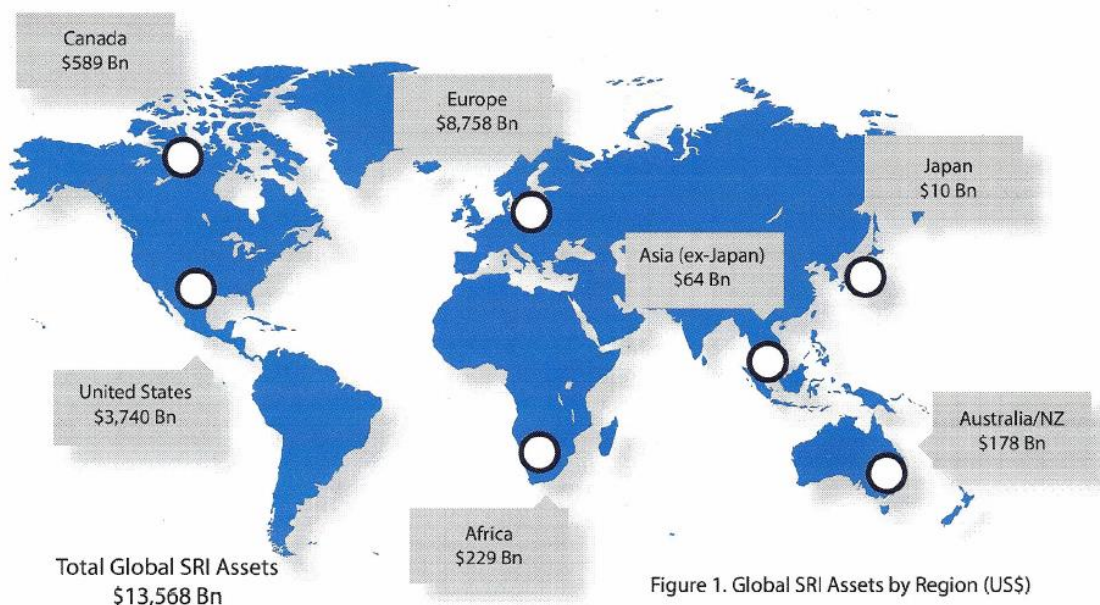 Canada
$589 Bn
Europe
$8,758 Bn
Japan
$10 Bn
Asia (ex-Japan)
$64 Bn
United States
$3,740 Bn
Australia/NZ
$178 Bn
Africa
$229 Bn
Total Global SRI Assets
$13,568 Bn
Figure 1. Global SRI Assets by Region (US$)